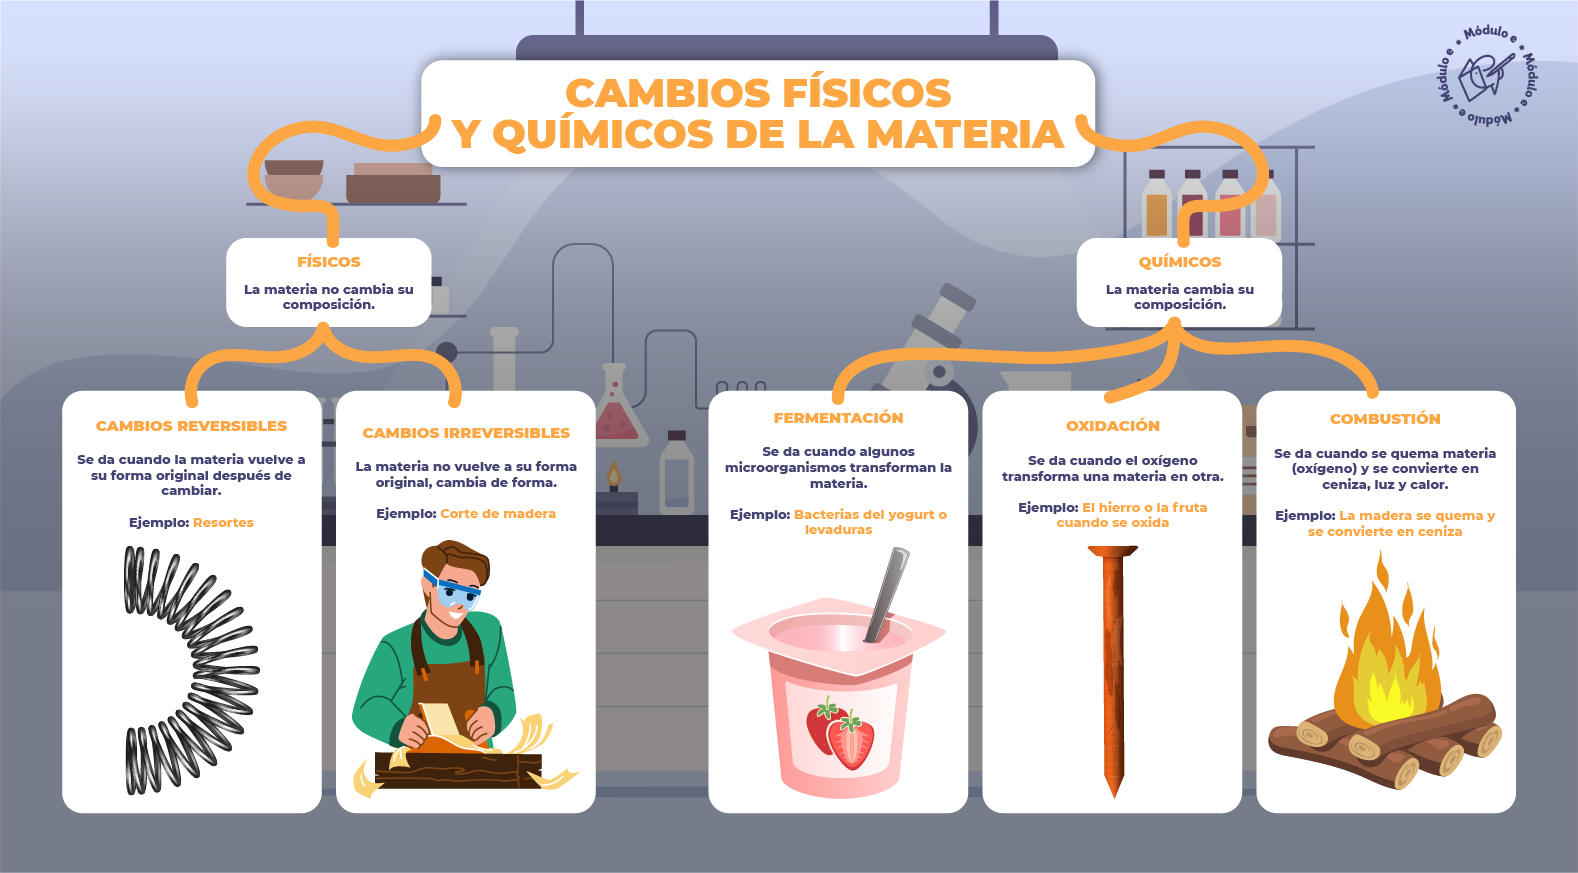 CAMBIOS FÍSICOS
Y QUÍMICOS DE LA MATERIA
Módulo e * Módulo e * Módulo e * Módulo e *
FÍSICOS
La materia no cambia su
composición.
QUÍMICOS
La materia cambia su
composición.
CAMBIOS REVERSIBLES
Se da cuando la materia vuelve a
su forma original después de
cambiar.
Ejemplo: Resortes
CAMBIOS IRREVERSIBLES
La materia no vuelve a su forma
original, cambia de forma.
Ejemplo: Corte de madera
FERMENTACIÓN
Se da cuando algunos
microorganismos transforman la
materia.
Ejemplo: Bacterias del yogurt o
levaduras
OXIDACIÓN
Se da cuando el oxígeno
transforma una materia en otra.
Ejemplo: El hierro o la fruta
cuando se oxida
COMBUSTIÓN
Se da cuando se quema materia
(oxígeno) y se convierte en
ceniza, luz y calor.
Ejemplo: La madera se quema y
se convierte en ceniza